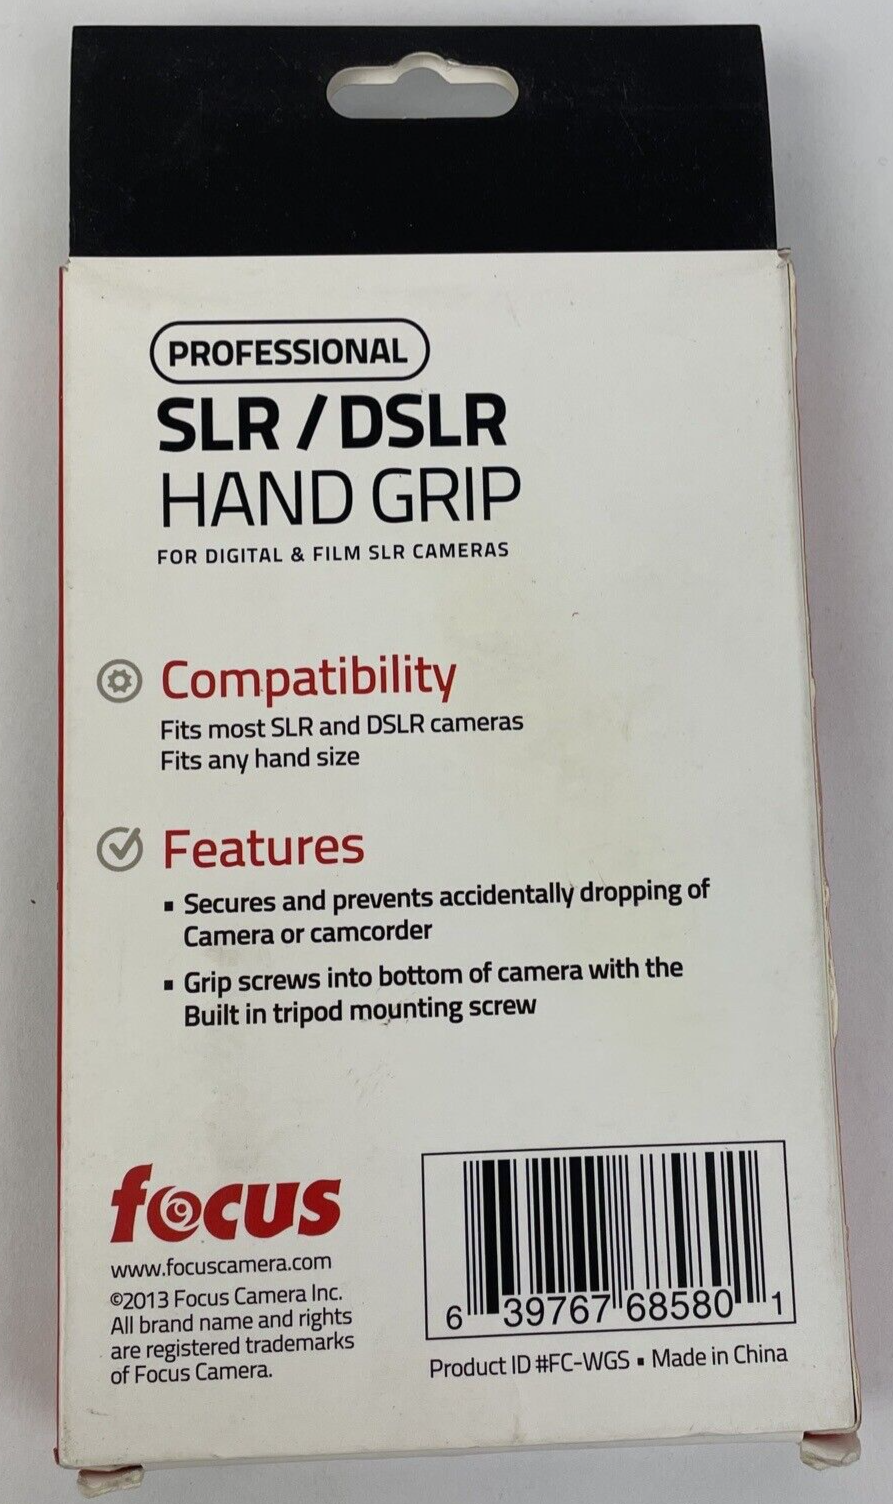 PROFESSIONAL
SLR / DSLR
HAND GRIP
FOR DIGITAL & FILM SLR CAMERAS
Compatibility
Fits most SLR and DSLR cameras
Fits any hand size
Features
▪ Secures and prevents accidentally dropping of
Camera or camcorder
▪ Grip screws into bottom of camera with the
Built in tripod mounting screw
focus
www.focuscamera.com
©2013 Focus Camera Inc.
All brand name and rights
are registered trademarks
of Focus Camera.
6 39767 68580 1
Product ID #FC-WGS ▪ Made in China